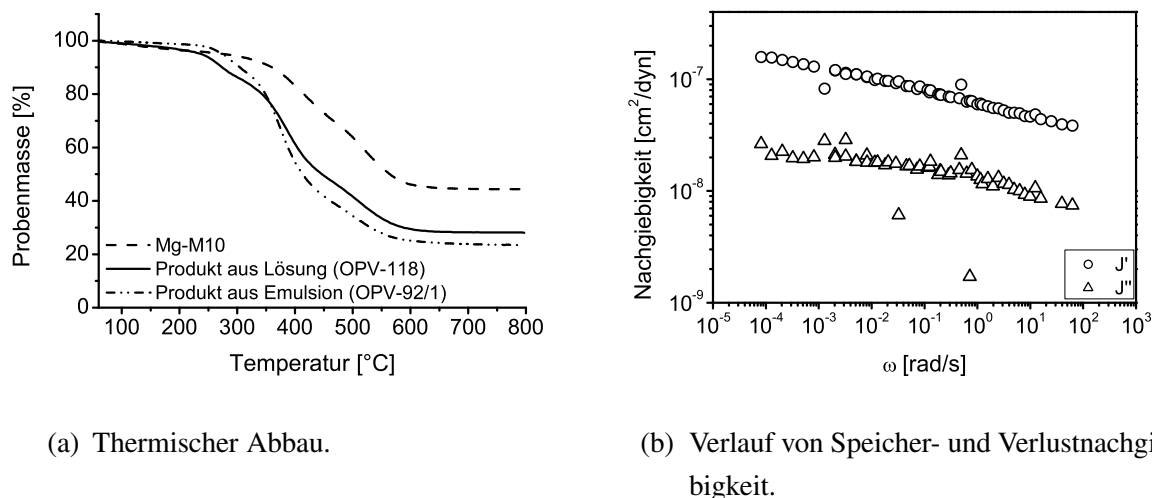 100
80
60
40
20
0
Probenmasse [%]
Mg-M10
Produkt aus Lösung (OPV-118)
Produkt aus Emulsion (OPV-92/1)
100 200 300 400 500 600 700 800
Temperatur [°C]
(a) Thermischer Abbau.
10⁻⁷
10⁻⁸
10⁻⁹
Nachgiebigkeit [cm²/dyn]
J'
J''
10⁻⁵ 10⁻⁴ 10⁻³ 10⁻² 10⁻¹ 10⁰ 10¹ 10² 10³
ω [rad/s]
(b) Verlauf von Speicher- und Verlustnachgi
bigkeit.